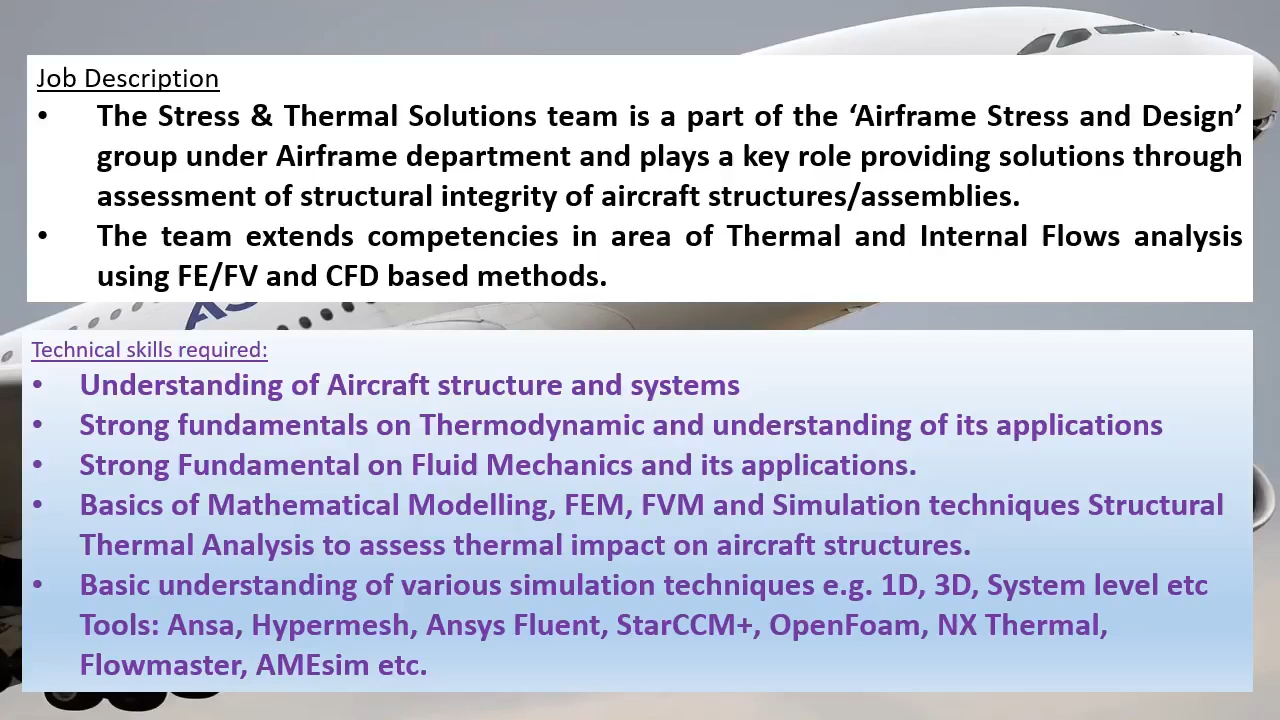 Job Description
• The Stress & Thermal Solutions team is a part of the ‘Airframe Stress and Design’
group under Airframe department and plays a key role providing solutions through
assessment of structural integrity of aircraft structures/assemblies.
• The team extends competencies in area of Thermal and Internal Flows analysis
using FE/FV and CFD based methods.
Technical skills required:
• Understanding of Aircraft structure and systems
• Strong fundamentals on Thermodynamic and understanding of its applications
• Strong Fundamental on Fluid Mechanics and its applications.
• Basics of Mathematical Modelling, FEM, FVM and Simulation techniques Structural
Thermal Analysis to assess thermal impact on aircraft structures.
• Basic understanding of various simulation techniques e.g. 1D, 3D, System level etc
Tools: Ansa, Hypermesh, Ansys Fluent, StarCCM+, OpenFoam, NX Thermal,
Flowmaster, AMEsim etc.